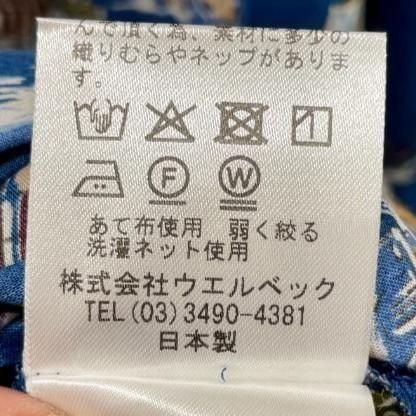 んで頂く為、素材に多少の
織りむらやネップがありま
す。
F W
あて布使用 弱く絞る
洗濯ネット使用
株式会社ウエルベック
TEL(03)3490-4381
日本製